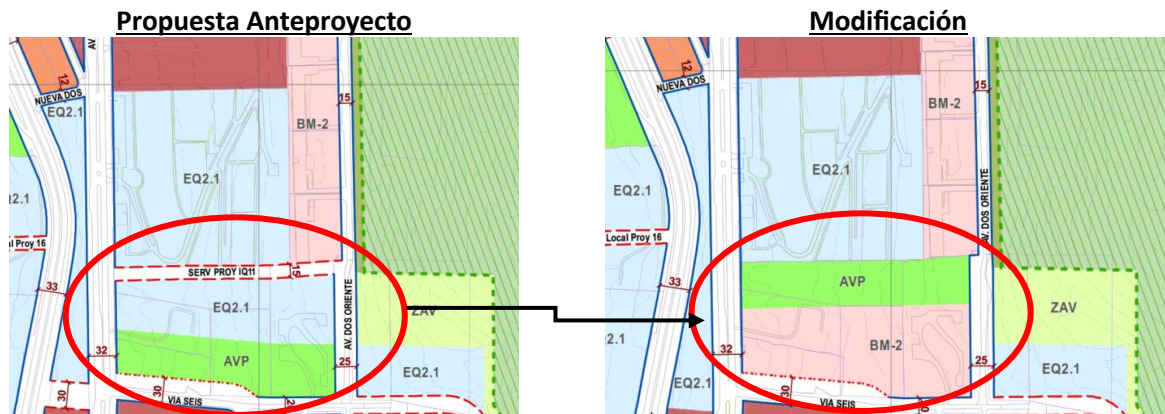 Propuesta Anteproyecto
Modificación
AV
12
NUEVA DOS
EQ2.1
15
BM-2
EQ2.1
2.1
al Proy 16
SERV PROY IQ11
15
33
EQ2.1
AV. DOS ORIENTE
ZAV
32
AVP
25
EQ2.1
30
30
VIA SEIS
12
NUEVA DOS
EQ2.1
15
BM-2
EQ2.1
Q2.1
AV. DOS ORIENTE
Local Proy 16
AVP
33
ZAV
32
BM-2
25
EQ2.1
EQ2.1
30
30
VIA SEIS